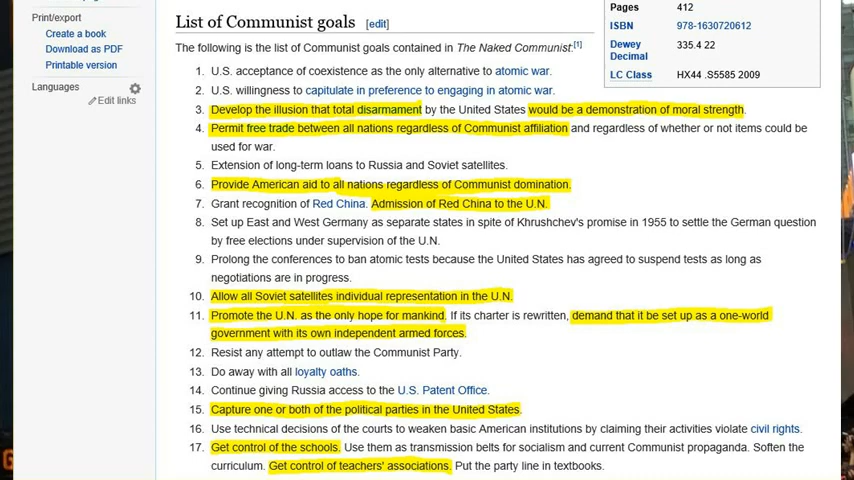 Print/export
Create a book
Download as PDF
Printable version
Languages
Edit links
List of Communist goals [edit]
The following is the list of Communist goals contained in The Naked Communist:[1]
1. U.S. acceptance of coexistence as the only alternative to atomic war.
2. U.S. willingness to capitulate in preference to engaging in atomic war.
3. Develop the illusion that total disarmament by the United States would be a demonstration of moral strength.
4. Permit free trade between all nations regardless of Communist affiliation and regardless of whether or not items could be
used for war.
5. Extension of long-term loans to Russia and Soviet satellites.
6. Provide American aid to all nations regardless of Communist domination.
7. Grant recognition of Red China. Admission of Red China to the U.N.
8. Set up East and West Germany as separate states in spite of Khrushchev's promise in 1955 to settle the German question
by free elections under supervision of the U.N.
9. Prolong the conferences to ban atomic tests because the United States has agreed to suspend tests as long as
negotiations are in progress.
10. Allow all Soviet satellites individual representation in the U.N.
11. Promote the U.N. as the only hope for mankind. If its charter is rewritten, demand that it be set up as a one-world
government with its own independent armed forces.
12. Resist any attempt to outlaw the Communist Party.
13. Do away with all loyalty oaths.
14. Continue giving Russia access to the U.S. Patent Office.
15. Capture one or both of the political parties in the United States.
16. Use technical decisions of the courts to weaken basic American institutions by claiming their activities violate civil rights.
17. Get control of the schools. Use them as transmission belts for socialism and current Communist propaganda. Soften the
curriculum. Get control of teachers' associations. Put the party line in textbooks.
Pages 412
ISBN 978-1630720612
Dewey 335.4 22
Decimal
LC Class HX44 .S5585 2009